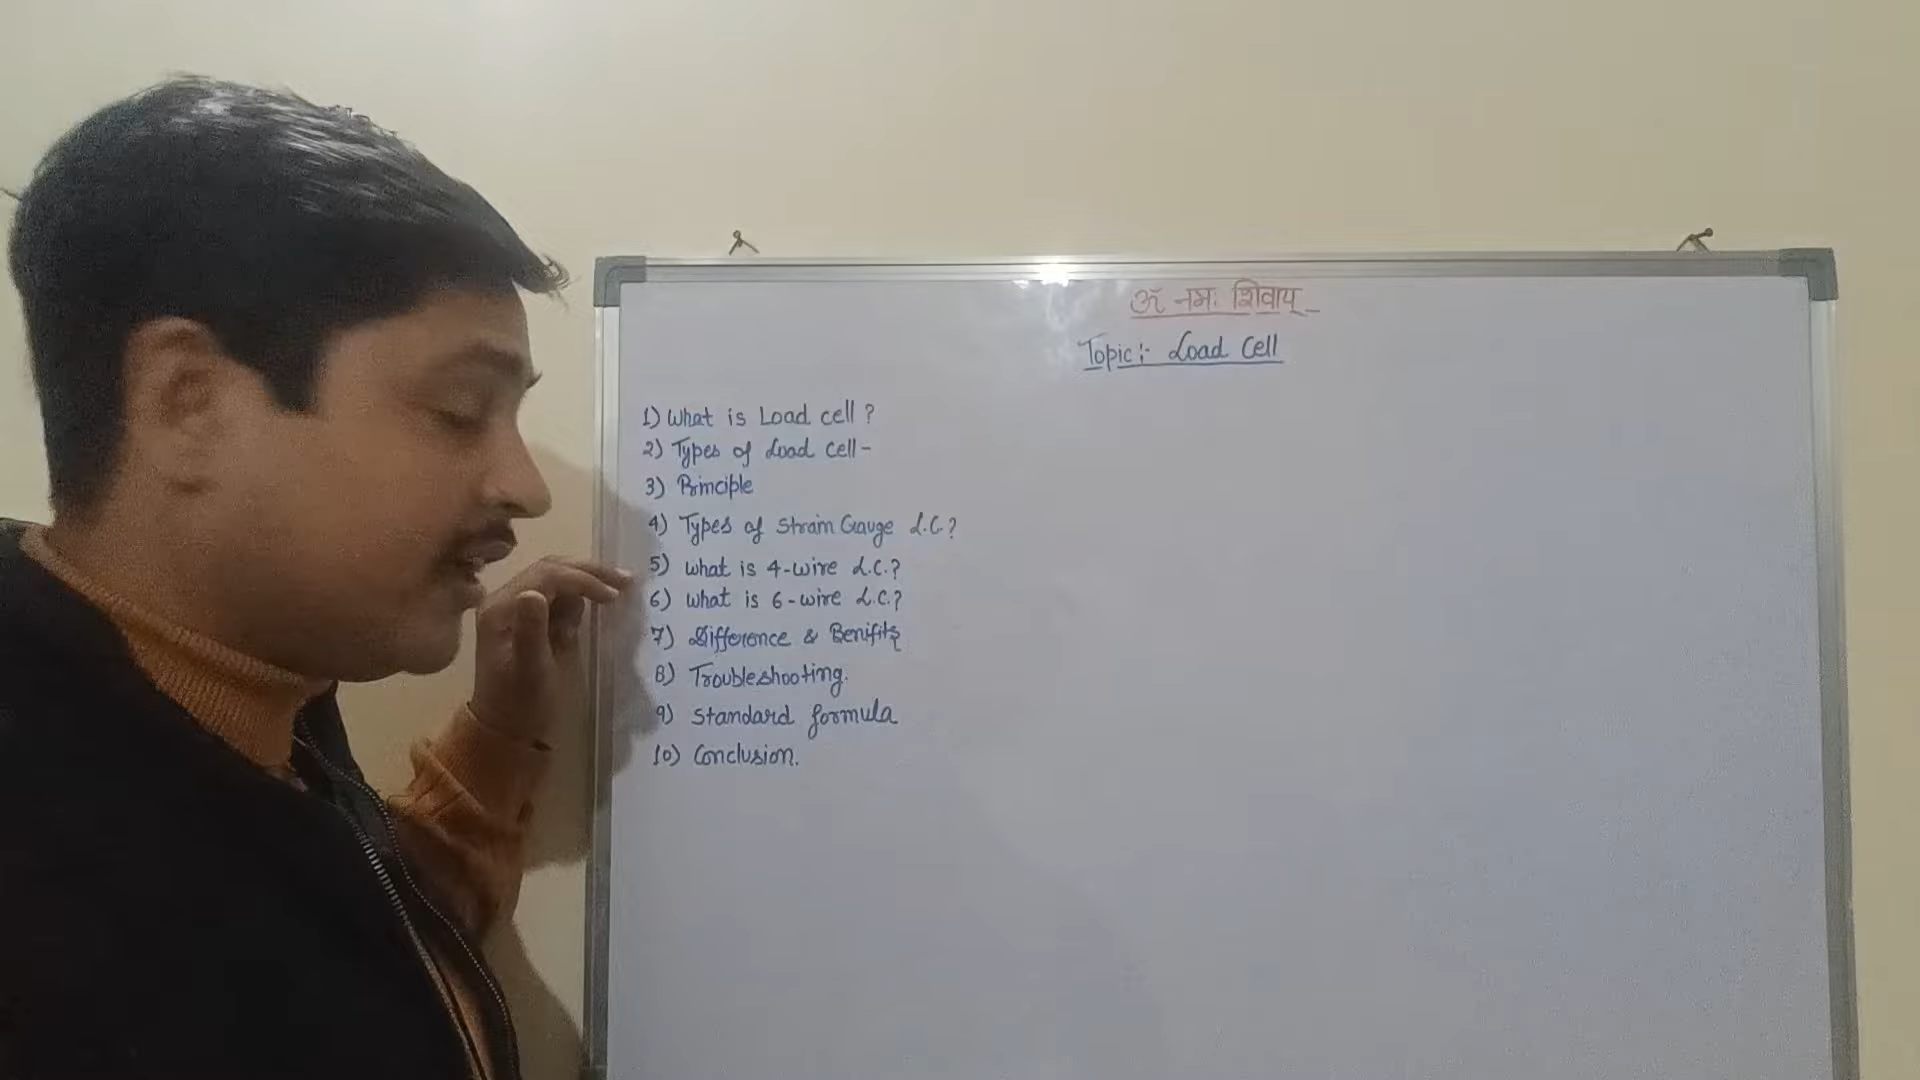 ॐ नमः शिवाय्
Topic:- Load Cell
1) What is Load cell ?
2) Types of Load cell-
3) Principle
4) Types of Strain Gauge L.C.?
5) What is 4-wire L.C.?
6) What is 6-wire L.C.?
7) Difference & Benifits
8) Troubleshooting.
9) Standard formula
10) Conclusion.